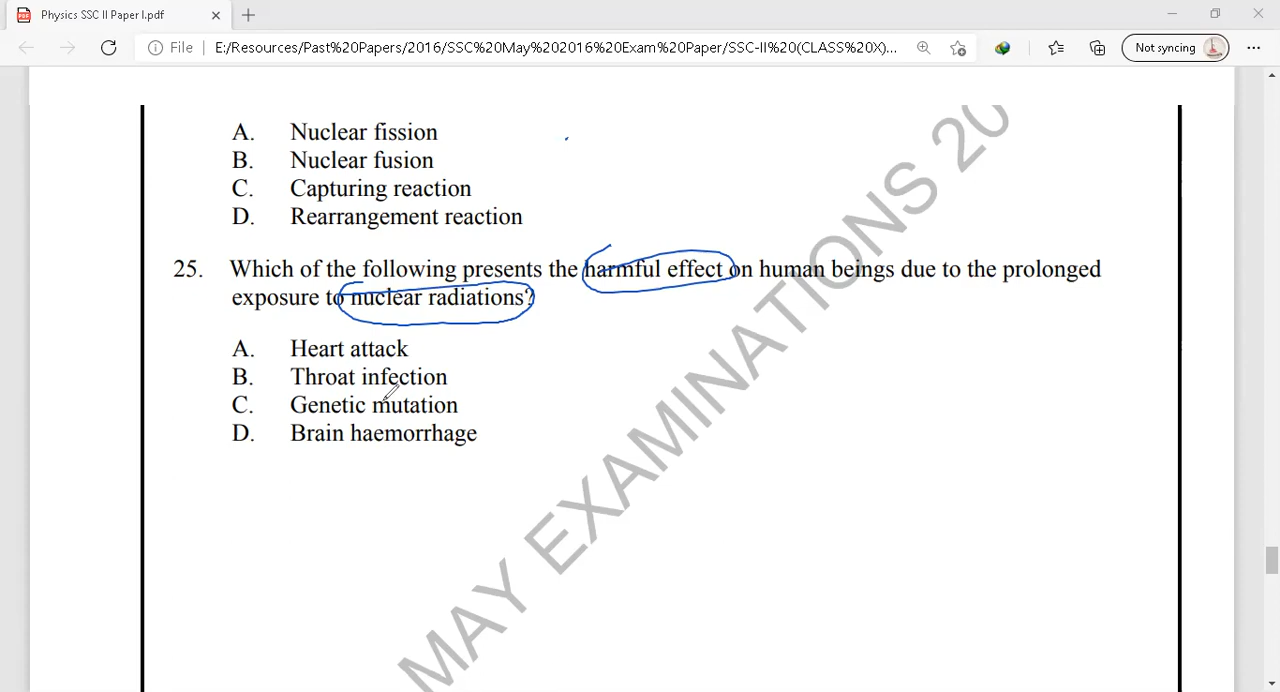 Physics SSC II Paper I.pdf
File
E:/Resources/Past%20Papers/2016/SSC%20May%202016%20Exam%20Paper/SSC-II%20(CLASS%20X)...
Not syncing
A. Nuclear fission
B. Nuclear fusion
C. Capturing reaction
D. Rearrangement reaction
25. Which of the following presents the harmful effect on human beings due to the prolonged
exposure to nuclear radiations?
A. Heart attack
B. Throat infection
C. Genetic mutation
D. Brain haemorrhage
MAY EXAMINATIONS 20